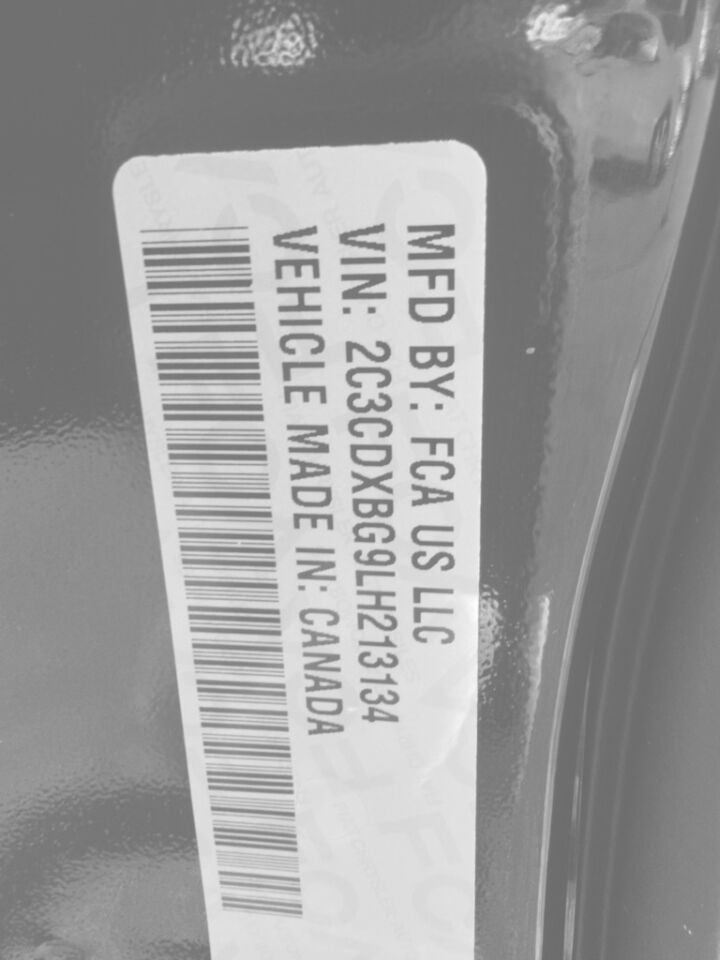 MFD BY: FCA US LLC
VIN: 2C3CDXBG9LH213134
VEHICLE MADE IN: CANADA